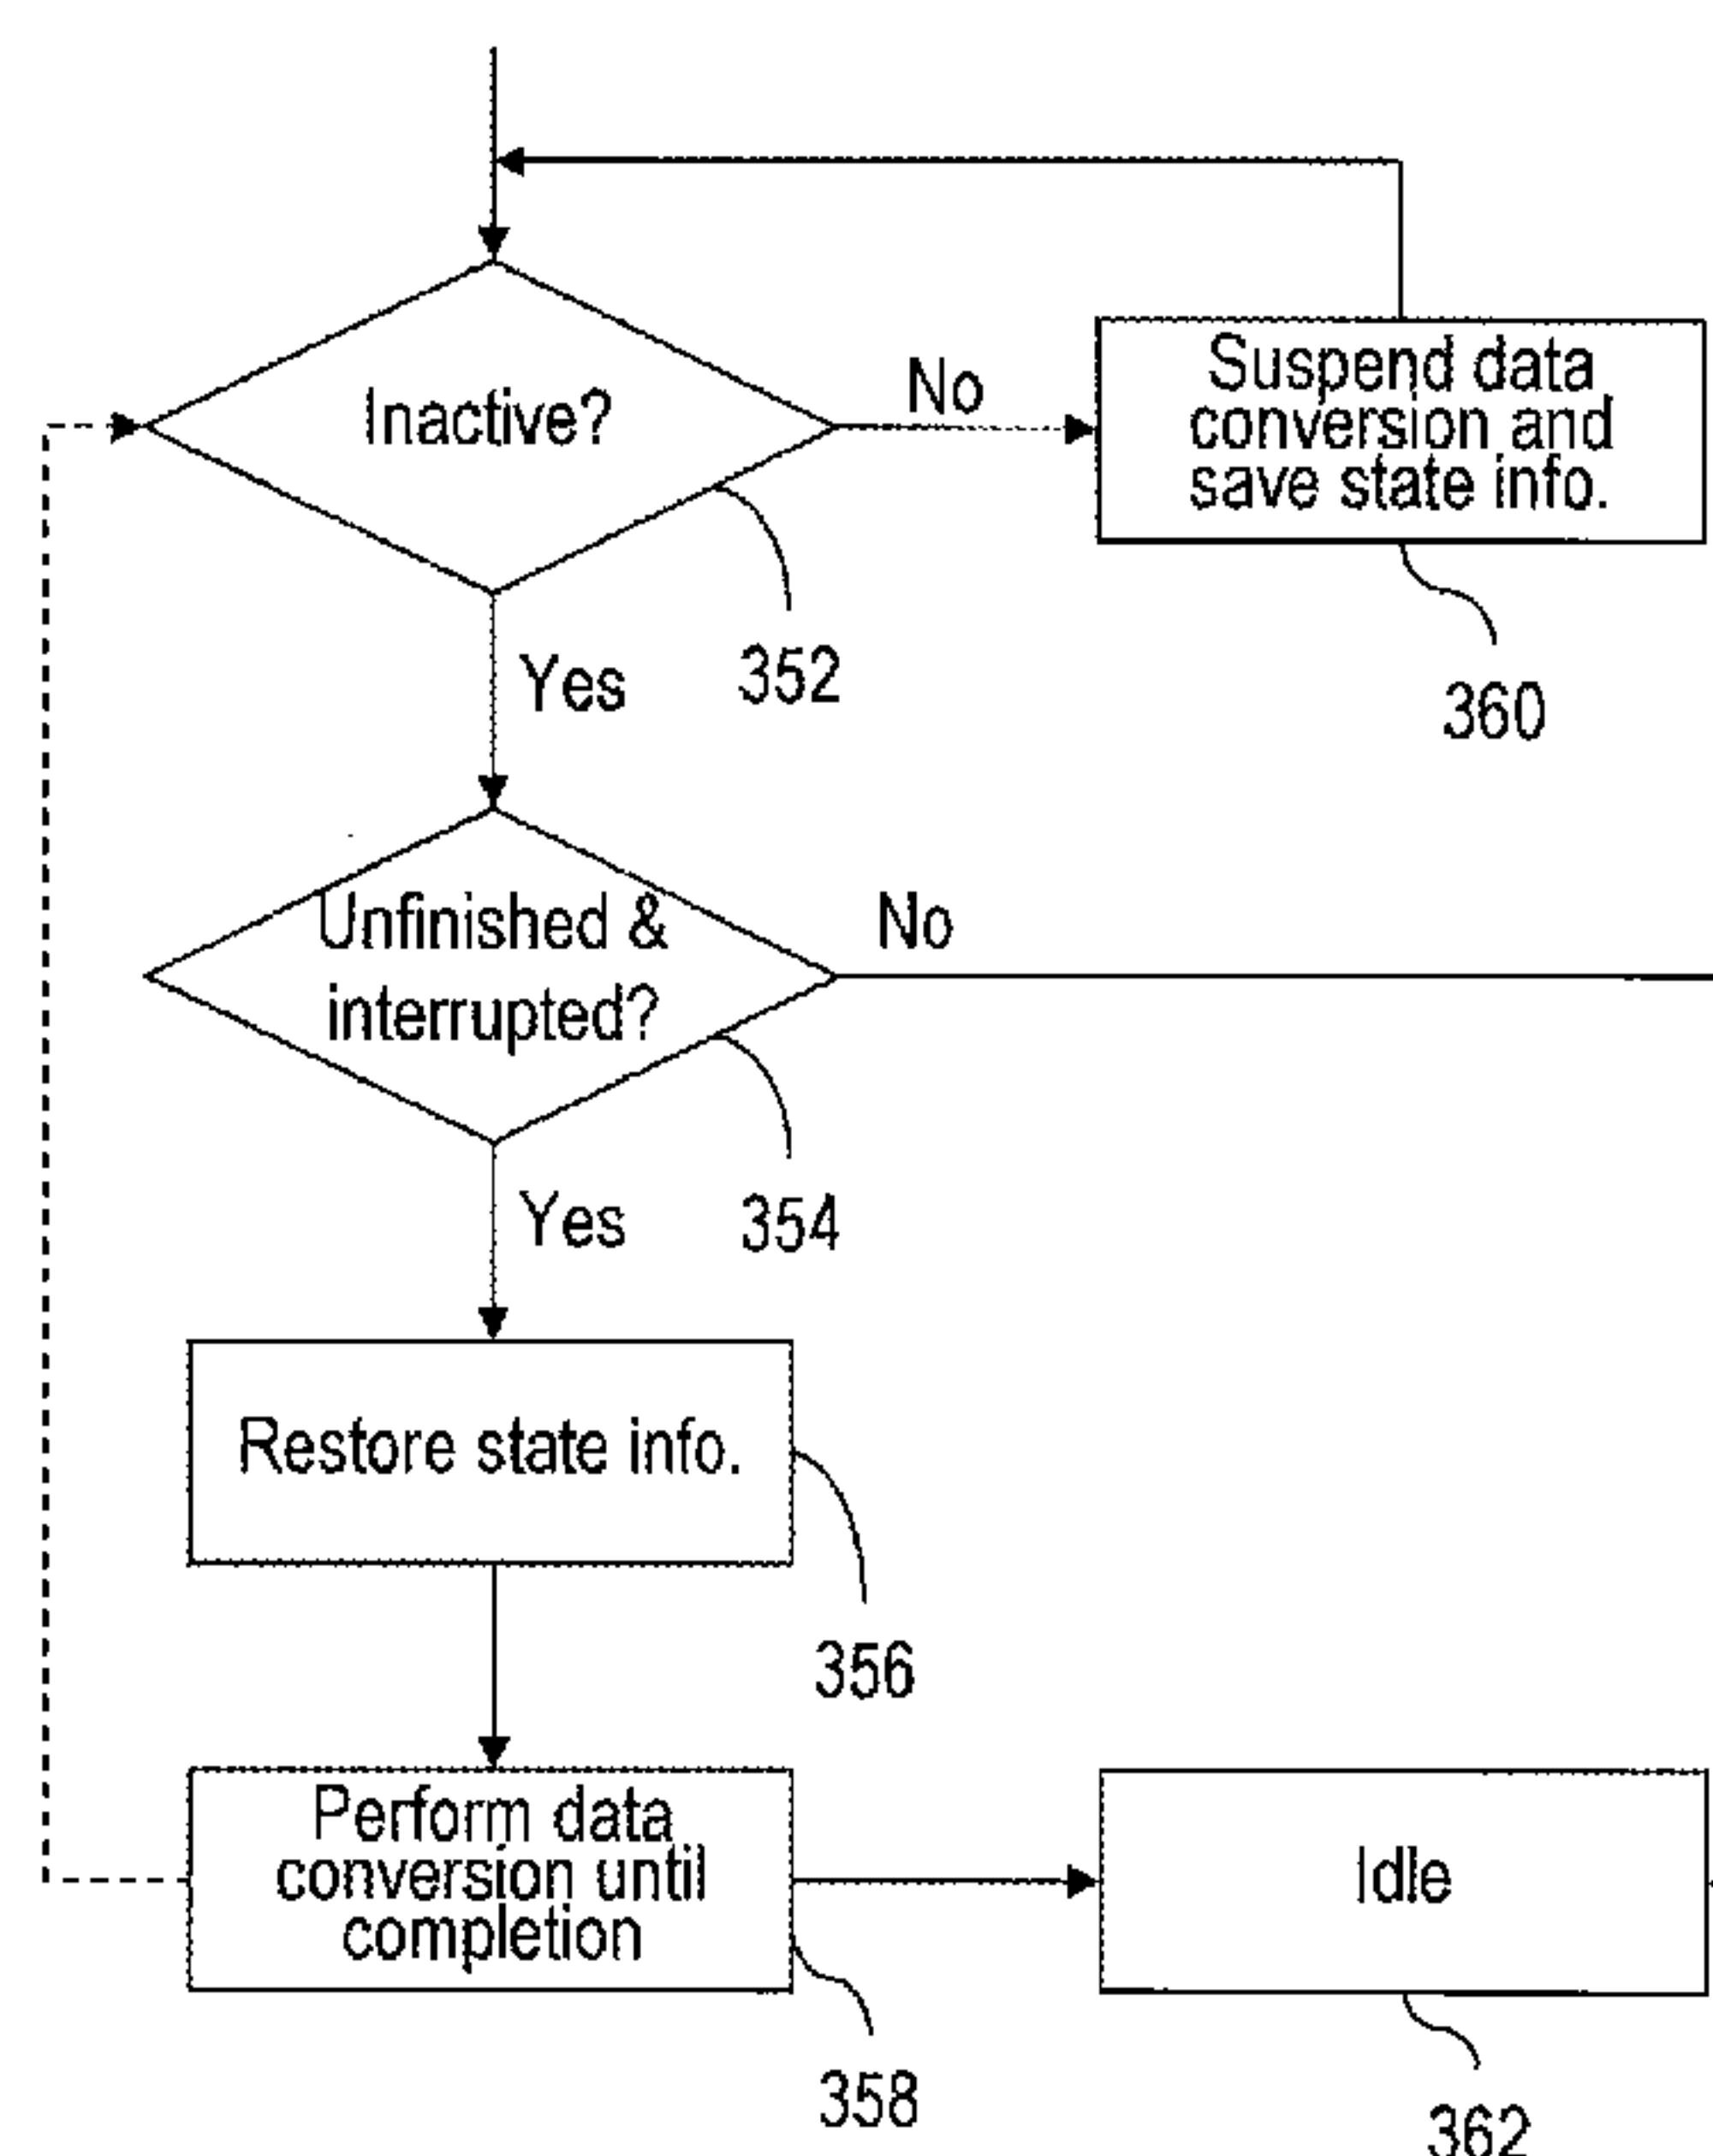 Inactive?
No
Suspend data
conversion and
save state info.
Yes
352
360
Unfinished &
interrupted?
No
Yes
354
Restore state info.
356
Perform data
conversion until
completion
Idle
358
362